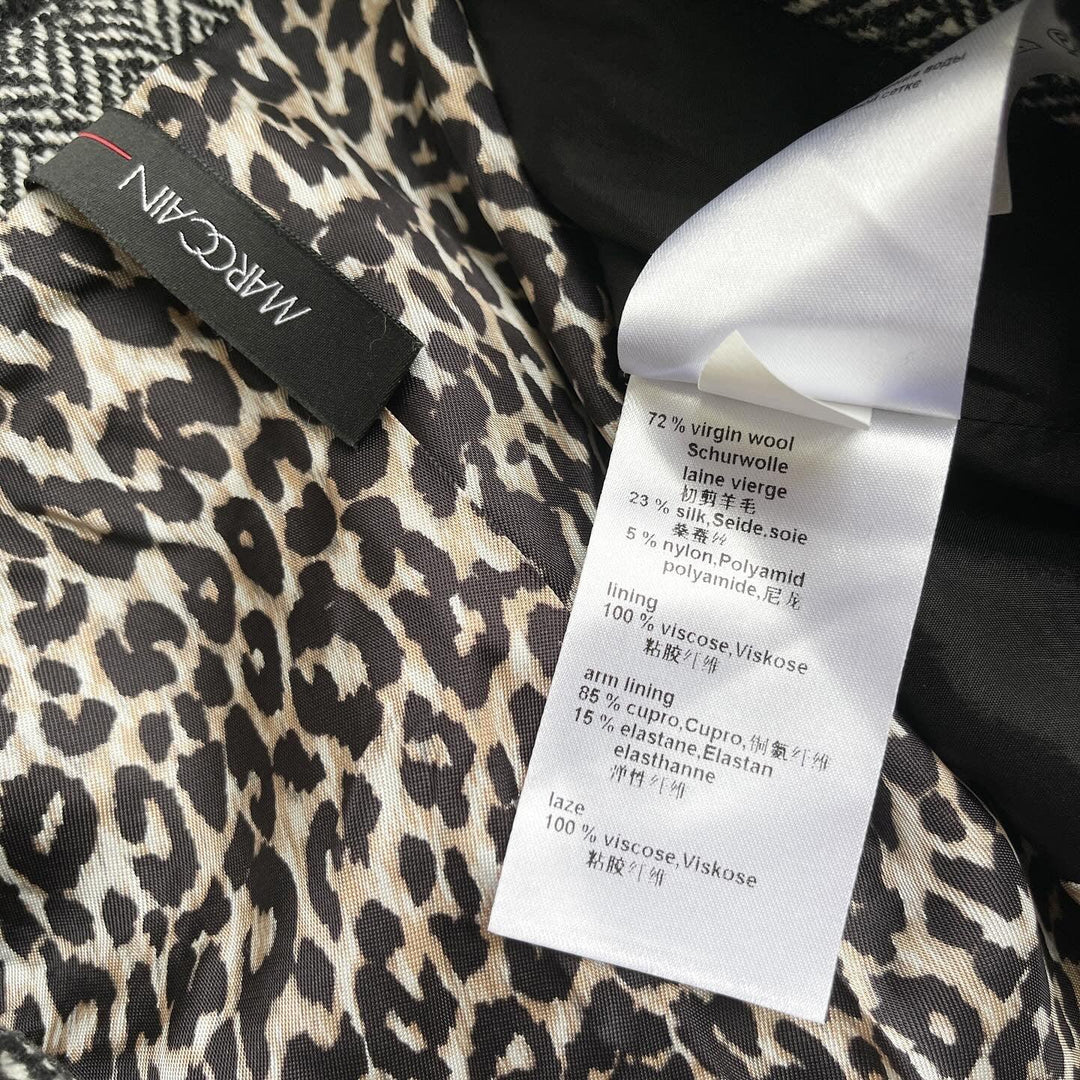 MARCCAIN
воды
сетке
72 % virgin wool
Schurwolle
laine vierge
初剪羊毛
23 % silk,Seide,soie
桑蚕丝
5 % nylon,Polyamid
polyamide,尼龙
lining
100 % viscose,Viskose
粘胶纤维
arm lining
85 % cupro,Cupro,铜氨纤维
15 % elastane,Elastan
elasthanne
弹性纤维
laze
100 % viscose,Viskose
粘胶纤维